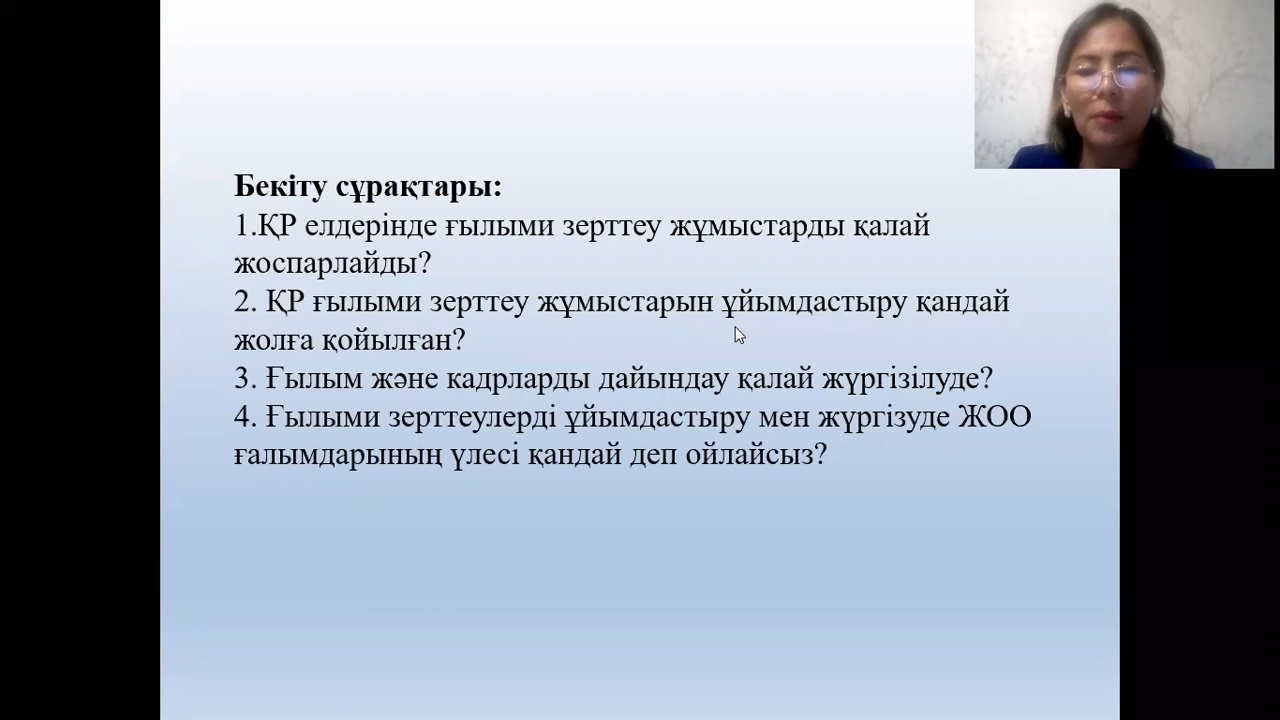 Бекіту сұрақтары:
1.ҚР елдерінде ғылыми зерттеу жұмыстарды қалай
жоспарлайды?
2. ҚР ғылыми зерттеу жұмыстарын ұйымдастыру қандай
жолға қойылған?
3. Ғылым және кадрларды дайындау қалай жүргізілуде?
4. Ғылыми зерттеулерді ұйымдастыру мен жүргізуде ЖОО
ғалымдарының үлесі қандай деп ойлайсыз?